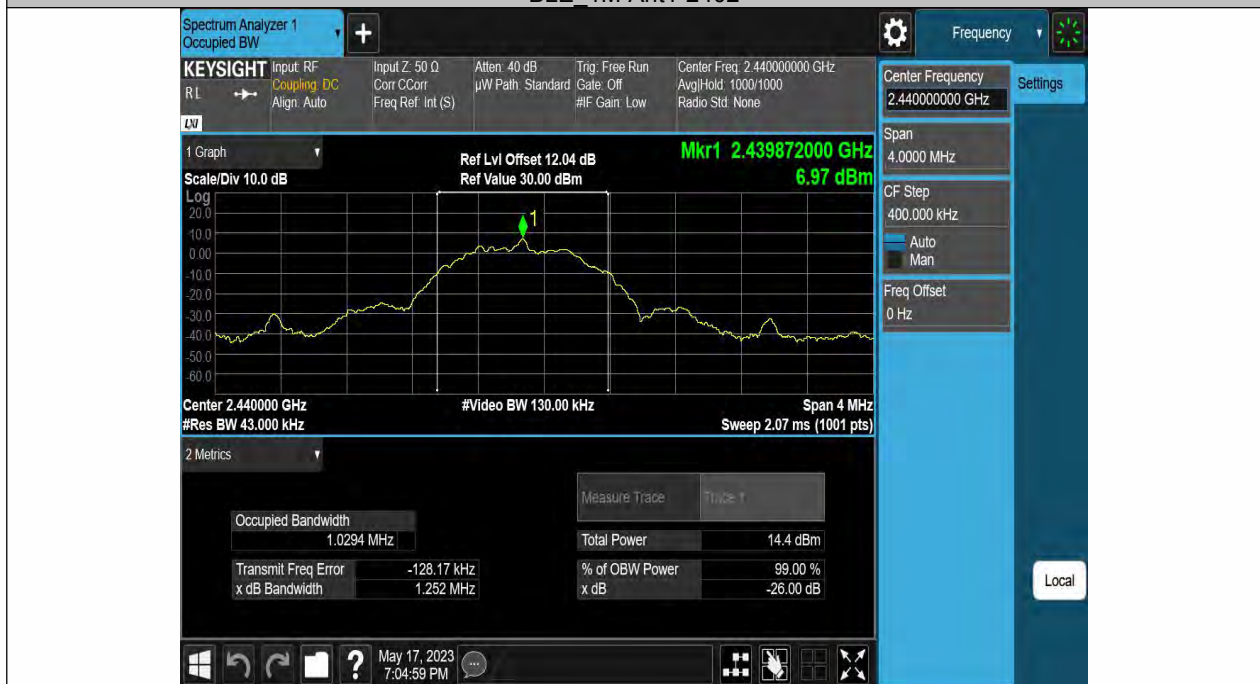 Spectrum Analyzer 1
Occupied BW
Frequency
KEYSIGHT
R L
LXI
Input: RF
Coupling: DC
Align: Auto
Input Z: 50 Ω
Corr CCorr
Freq Ref: Int (S)
Atten: 40 dB
µW Path: Standard
Trig: Free Run
Gate: Off
#IF Gain: Low
Center Freq: 2.440000000 GHz
Avg|Hold: 1000/1000
Radio Std: None
Center Frequency
2.440000000 GHz
Settings
Span
4.0000 MHz
CF Step
400.000 kHz
Auto
Man
Freq Offset
0 Hz
Local
1 Graph
Scale/Div 10.0 dB
Ref Lvl Offset 12.04 dB
Ref Value 30.00 dBm
Mkr1 2.439872000 GHz
6.97 dBm
Log
20.0
10.0
0.00
-10.0
-20.0
-30.0
-40.0
-50.0
-60.0
1
Center 2.440000 GHz
#Video BW 130.00 kHz
Span 4 MHz
#Res BW 43.000 kHz
Sweep 2.07 ms (1001 pts)
2 Metrics
Measure Trace
Trace 1
Occupied Bandwidth
1.0294 MHz
Total Power 14.4 dBm
Transmit Freq Error -128.17 kHz
% of OBW Power 99.00 %
x dB Bandwidth 1.252 MHz
x dB -26.00 dB
?
May 17, 2023
7:04:59 PM